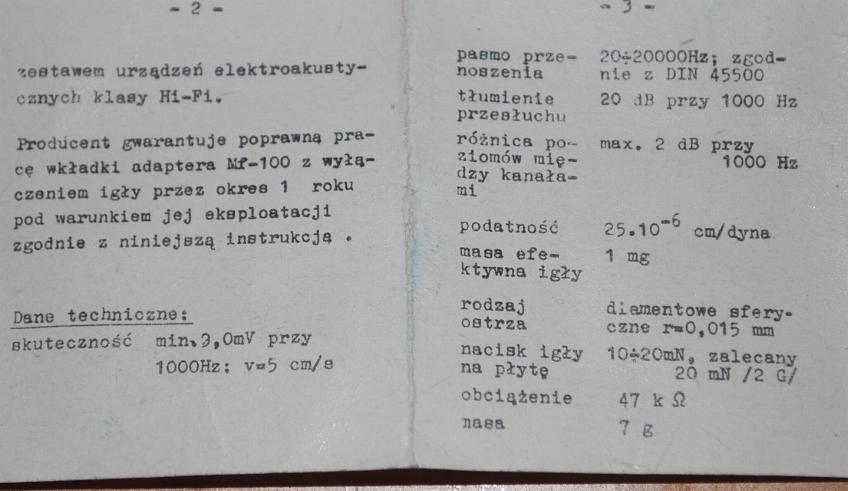 - 2 -
zestawem urządzeń elektroakusty-
cznych klasy Hi-Fi.
Producent gwarantuje poprawną pra-
cę wkładki adaptera Mf-100 z wyłą-
czeniem igły przez okres 1 roku
pod warunkiem jej eksploatacji
zgodnie z niniejszą instrukcją .
Dane techniczne:
skuteczność min. 3,0mV przy
1000Hz; v=5 cm/s
- 3 -
pasmo prze- 20÷20000Hz; zgod-
noszenia nie z DIN 45500
tłumienie 20 dB przy 1000 Hz
przesłuchu
różnica po- max. 2 dB przy
ziomów mię- 1000 Hz
dzy kanała-
mi
podatność 25.10⁻⁶ cm/dyna
masa efe- 1 mg
ktywna igły
rodzaj diamentowe sfery-
ostrza czne r=0,015 mm
nacisk igły 10÷20mN, zalecany
na płytę 20 mN /2 G/
obciążenie 47 k Ω
masa 7 g